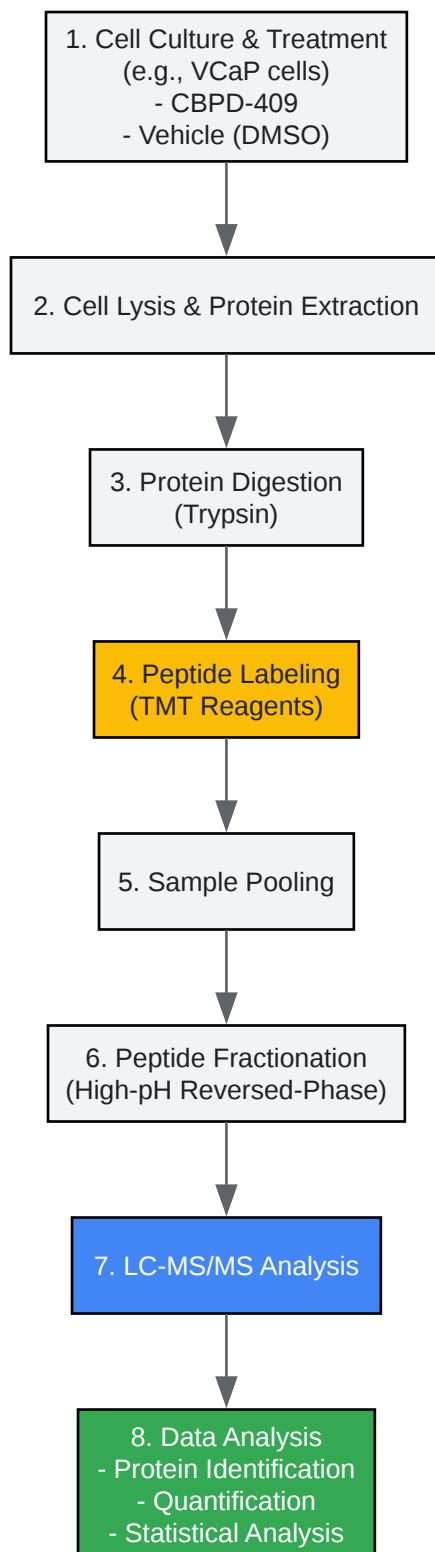 1. Cell Culture & Treatment
(e.g., VCaP cells)
- CBPD-409
- Vehicle (DMSO)
2. Cell Lysis & Protein Extraction
3. Protein Digestion
(Trypsin)
4. Peptide Labeling
(TMT Reagents)
5. Sample Pooling
6. Peptide Fractionation
(High-pH Reversed-Phase)
7. LC-MS/MS Analysis
8. Data Analysis
- Protein Identification
- Quantification
- Statistical Analysis